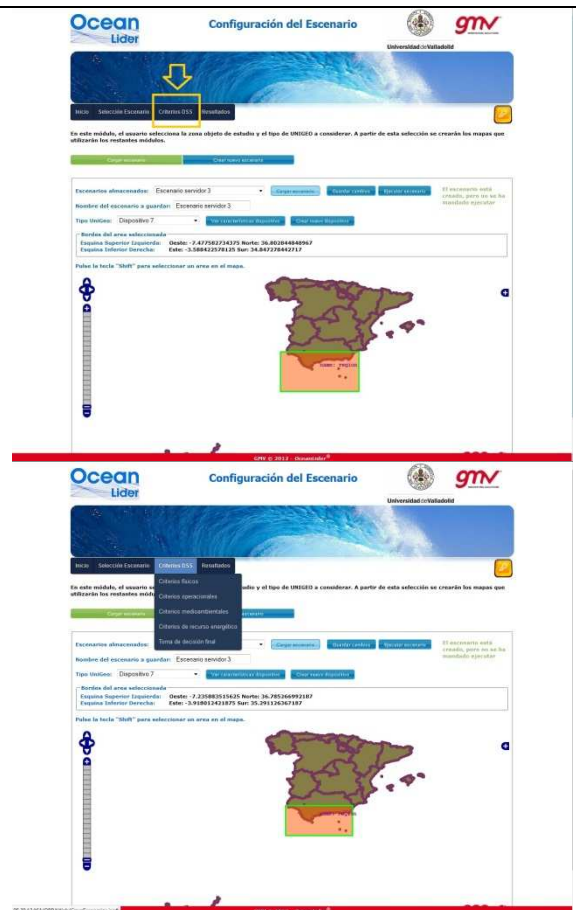 Ocean
Lider
Configuración del Escenario
gmv
Universidad de Valladolid
Inicio Selección Escenario Criterios DSS Resultados
En este módulo, el usuario selecciona la zona objeto de estudio y el tipo de UNIGEO a considerar. A partir de esta selección se crearán los mapas que
utilizarán los restantes módulos.
Cargar escenario Crear nuevo escenario
Escenarios almacenados: Escenario servidor 3 Cargar escenario Guardar cambios Ejecutar escenario El escenario está
creado, pero no se ha
mandado ejecutar
Nombre del escenario a guardar: Escenario servidor 3
Tipo UniGeo: Dispositivo 7 Ver características dispositivo Crear nuevo dispositivo
Bordes del area seleccionada
Esquina Superior Izquierda: Oeste: -7.477582734375 Norte: 36.802844848967
Esquina Inferior Derecha: Este: -3.588422578125 Sur: 34.847278442717
Pulse la tecla "Shift" para seleccionar un area en el mapa.
name: region
GMV © 2013 - Oceanlider®
Ocean
Lider
Configuración del Escenario
gmv
Universidad de Valladolid
Inicio Selección Escenario Criterios DSS Resultados
Criterios físicos
Criterios operacionales
Criterios medioambientales
Criterios de recurso energético
Toma de decisión final
En este módulo, el usuario se udio y el tipo de UNIGEO a considerar. A partir de esta selección se crearán los mapas que
utilizarán los restantes módu
Cargar escenario escenario
Escenarios almacenados: Cargar escenario Guardar cambios Ejecutar escenario El escenario está
creado, pero no se ha
mandado ejecutar
Nombre del escenario a guardar: Escenario servidor 3
Tipo UniGeo: Dispositivo 7 Ver características dispositivo Crear nuevo dispositivo
Bordes del area seleccionada
Esquina Superior Izquierda: Oeste: -7.235883515625 Norte: 36.785266992187
Esquina Inferior Derecha: Este: -3.918013421875 Sur: 35.291126367187
Pulse la tecla "Shift" para seleccionar un area en el mapa.
name: region